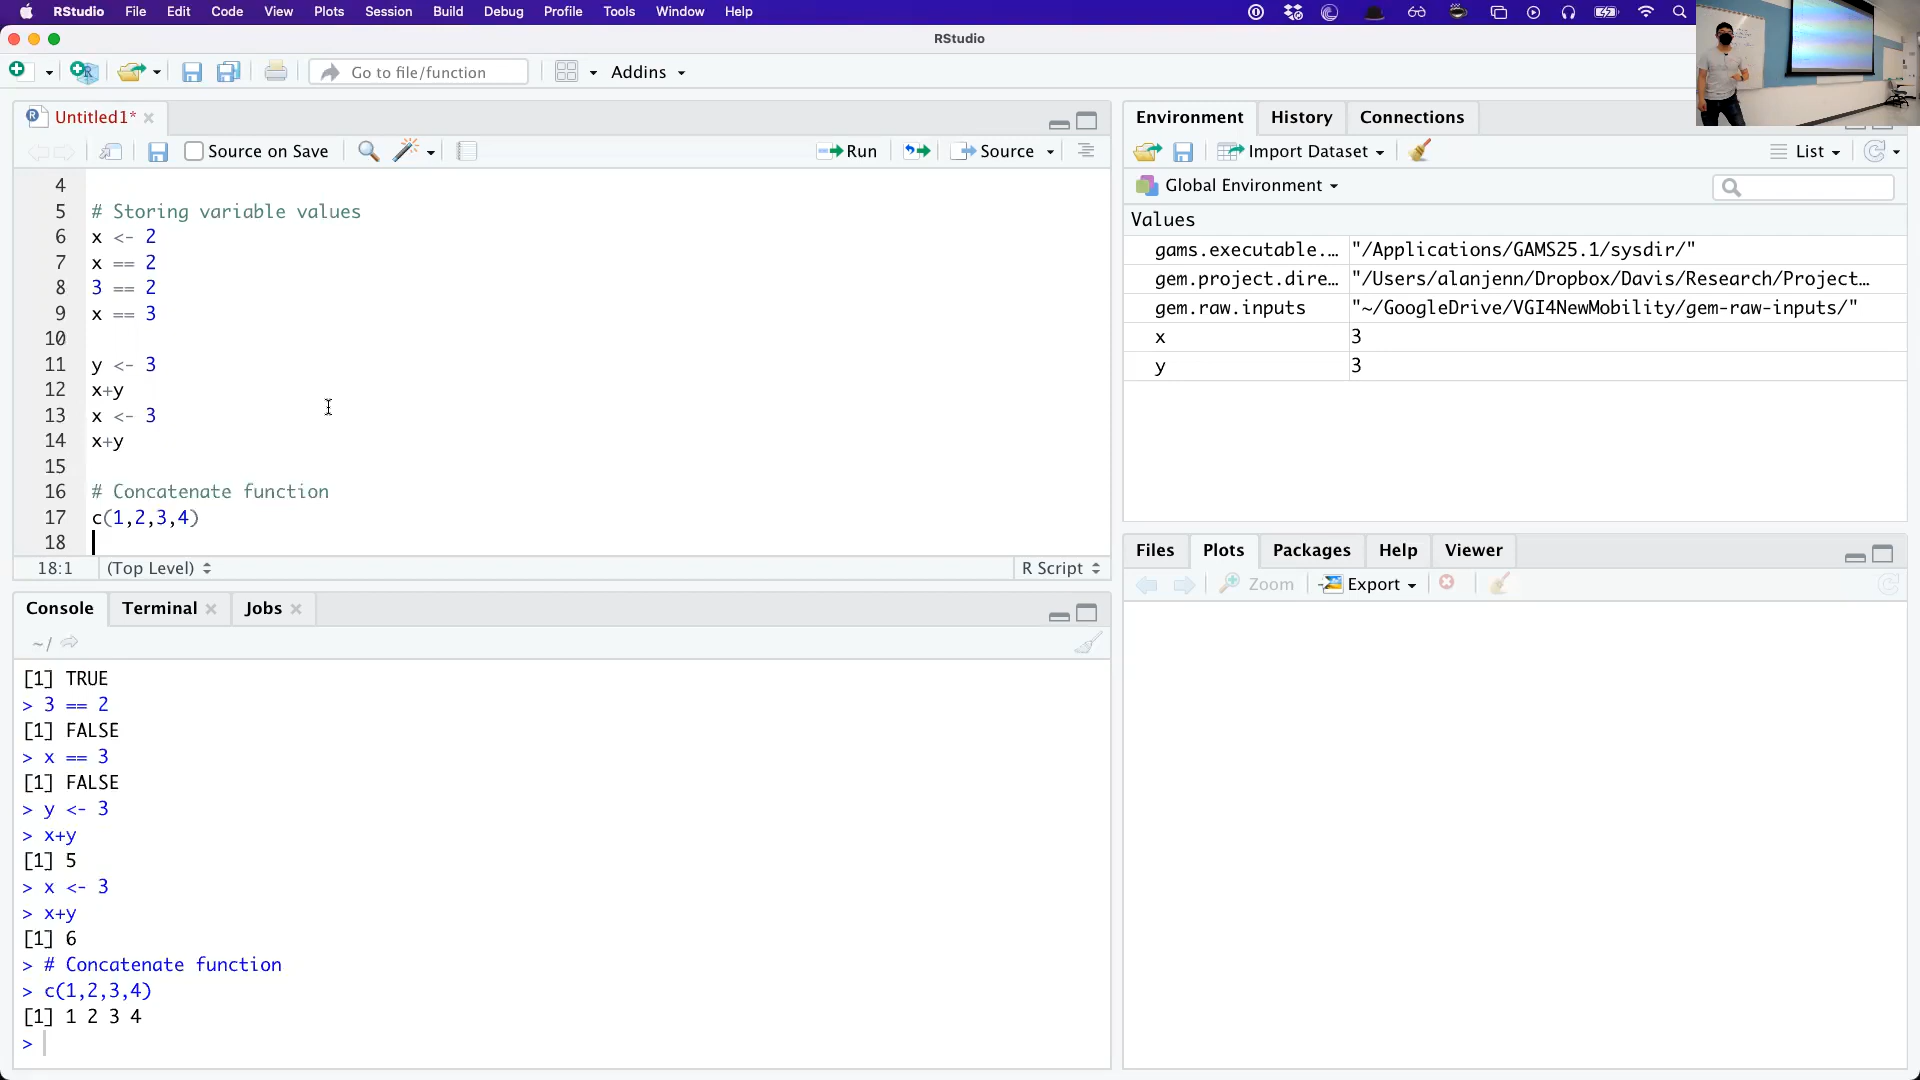 RStudio File Edit Code View Plots Session Build Debug Profile Tools Window Help
RStudio
Go to file/function Addins
Untitled1*
Source on Save Run Source
4
5 # Storing variable values
6 x <- 2
7 x == 2
8 3 == 2
9 x == 3
10
11 y <- 3
12 x+y
13 x <- 3
14 x+y
15
16 # Concatenate function
17 c(1,2,3,4)
18
18:1 (Top Level) R Script
Console Terminal Jobs
~/
[1] TRUE
> 3 == 2
[1] FALSE
> x == 3
[1] FALSE
> y <- 3
> x+y
[1] 5
> x <- 3
> x+y
[1] 6
> # Concatenate function
> c(1,2,3,4)
[1] 1 2 3 4
>
Environment History Connections
Import Dataset List
Global Environment
Values
gams.executable.… "/Applications/GAMS25.1/sysdir/"
gem.project.dire… "/Users/alanjenn/Dropbox/Davis/Research/Project…
gem.raw.inputs "~/GoogleDrive/VGI4NewMobility/gem-raw-inputs/"
x 3
y 3
Files Plots Packages Help Viewer
Zoom Export